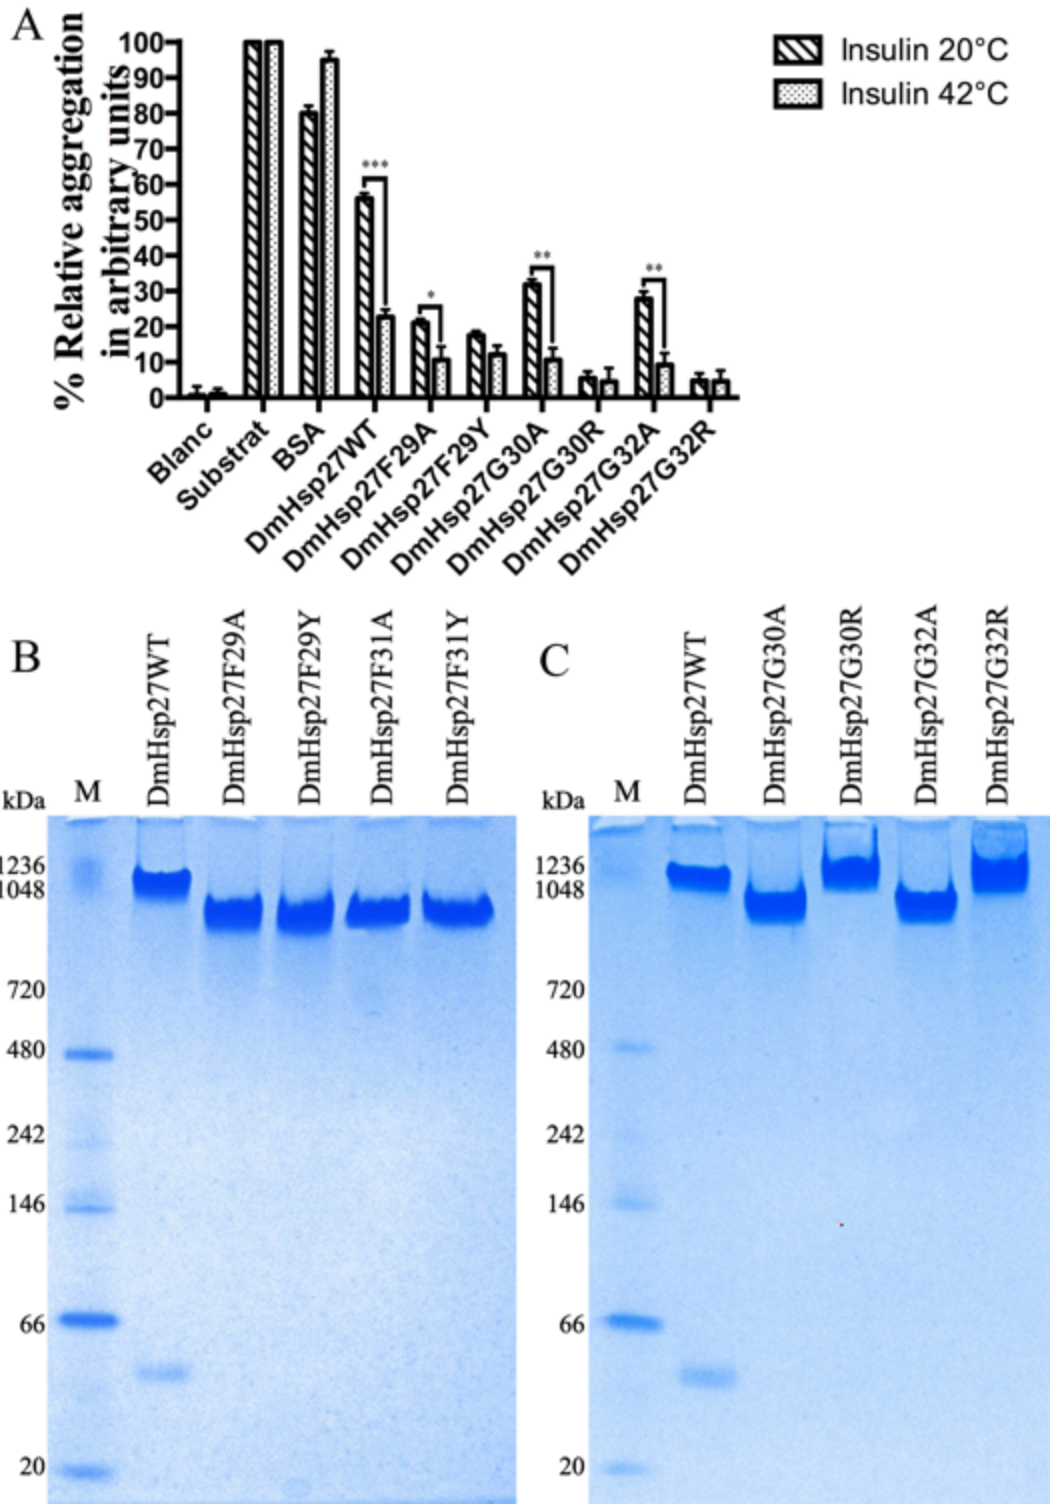 A
% Relative aggregation
in arbitrary units
100
90
80
70
60
50
40
30
20
10
0
***
*
**
**
Insulin 20°C
Insulin 42°C
Blanc
Substrat
BSA
DmHsp27WT
DmHsp27F29A
DmHsp27F29Y
DmHsp27G30A
DmHsp27G30R
DmHsp27G32A
DmHsp27G32R
B
kDa
M
DmHsp27WT
DmHsp27F29A
DmHsp27F29Y
DmHsp27F31A
DmHsp27F31Y
1236
1048
720
480
242
146
66
20
C
kDa
M
DmHsp27WT
DmHsp27G30A
DmHsp27G30R
DmHsp27G32A
DmHsp27G32R
1236
1048
720
480
242
146
66
20